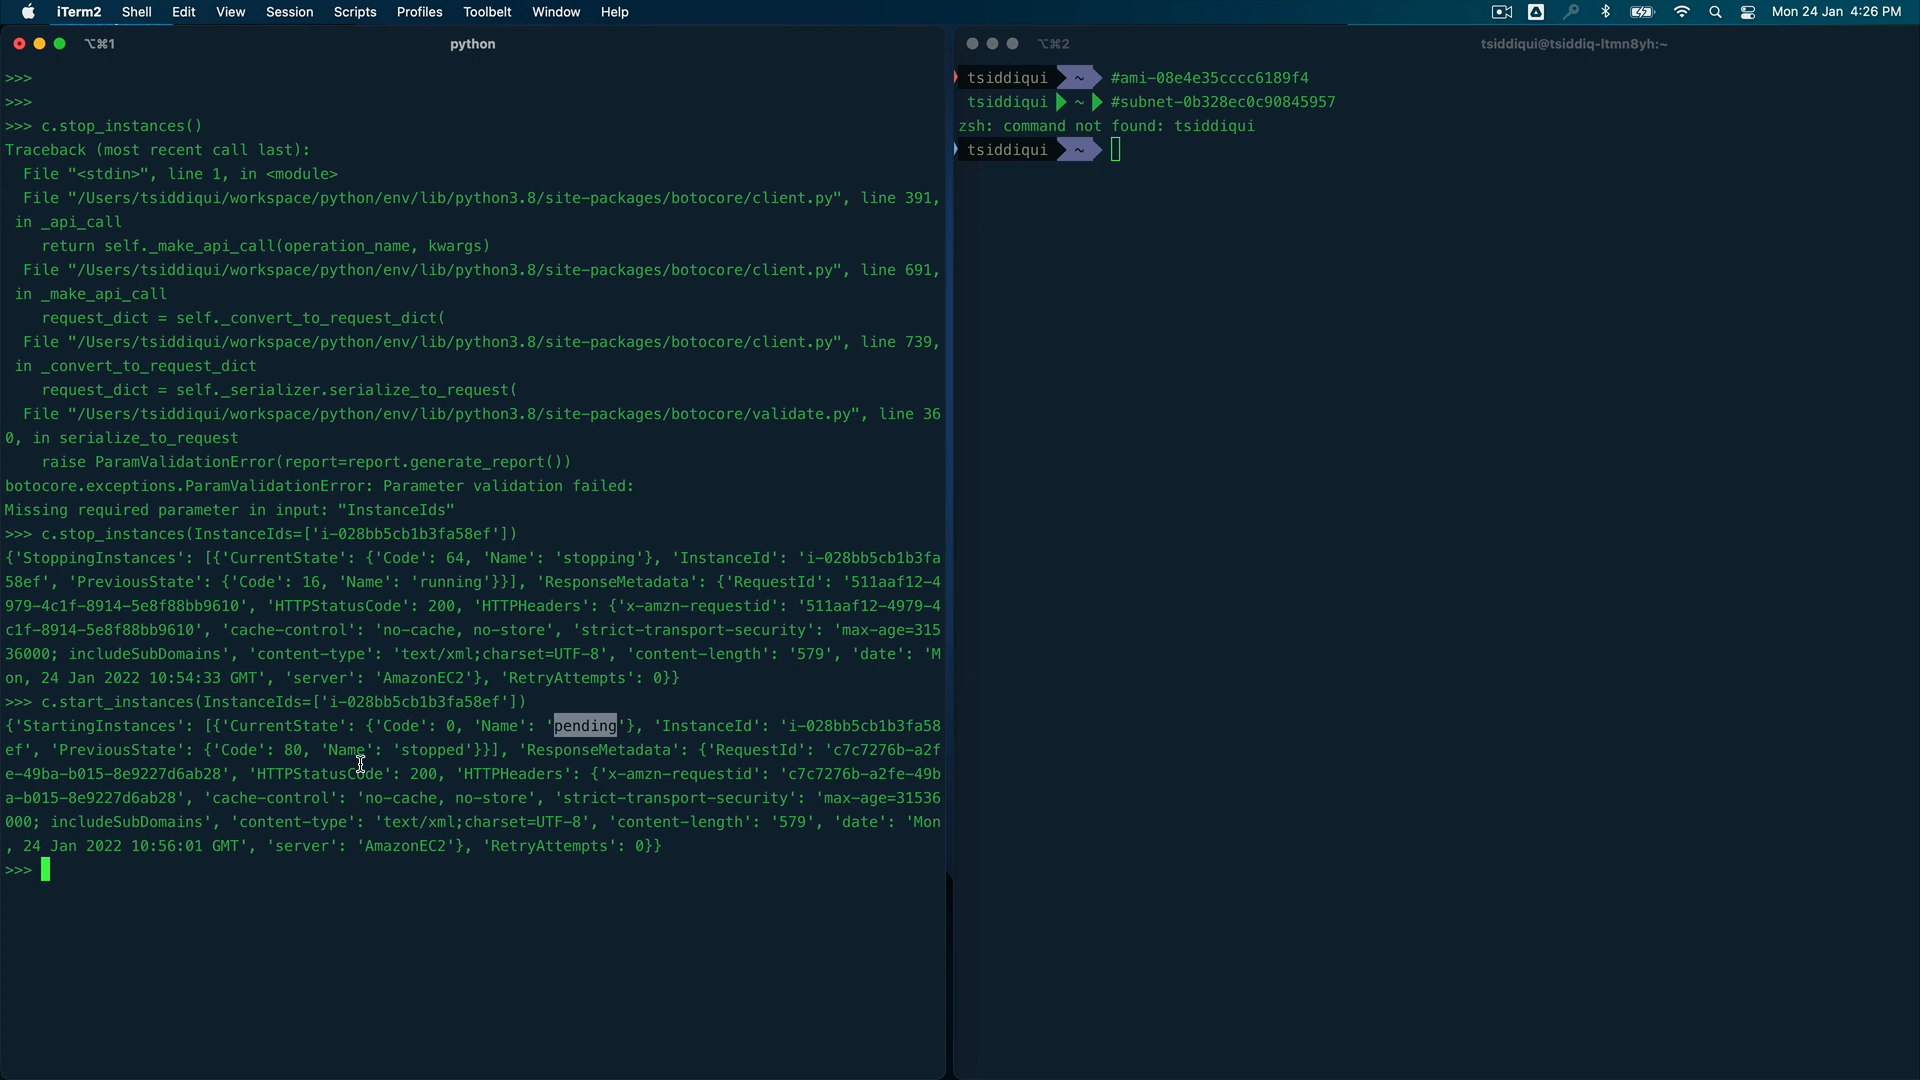 iTerm2 Shell Edit View Session Scripts Profiles Toolbelt Window Help Mon 24 Jan 4:26 PM
⌥⌘1 python
>>>
>>>
>>> c.stop_instances()
Traceback (most recent call last):
  File "<stdin>", line 1, in <module>
  File "/Users/tsiddiqui/workspace/python/env/lib/python3.8/site-packages/botocore/client.py", line 391,
 in _api_call
    return self._make_api_call(operation_name, kwargs)
  File "/Users/tsiddiqui/workspace/python/env/lib/python3.8/site-packages/botocore/client.py", line 691,
 in _make_api_call
    request_dict = self._convert_to_request_dict(
  File "/Users/tsiddiqui/workspace/python/env/lib/python3.8/site-packages/botocore/client.py", line 739,
 in _convert_to_request_dict
    request_dict = self._serializer.serialize_to_request(
  File "/Users/tsiddiqui/workspace/python/env/lib/python3.8/site-packages/botocore/validate.py", line 36
0, in serialize_to_request
    raise ParamValidationError(report=report.generate_report())
botocore.exceptions.ParamValidationError: Parameter validation failed:
Missing required parameter in input: "InstanceIds"
>>> c.stop_instances(InstanceIds=['i-028bb5cb1b3fa58ef'])
{'StoppingInstances': [{'CurrentState': {'Code': 64, 'Name': 'stopping'}, 'InstanceId': 'i-028bb5cb1b3fa
58ef', 'PreviousState': {'Code': 16, 'Name': 'running'}}], 'ResponseMetadata': {'RequestId': '511aaf12-4
979-4c1f-8914-5e8f88bb9610', 'HTTPStatusCode': 200, 'HTTPHeaders': {'x-amzn-requestid': '511aaf12-4979-4
c1f-8914-5e8f88bb9610', 'cache-control': 'no-cache, no-store', 'strict-transport-security': 'max-age=315
36000; includeSubDomains', 'content-type': 'text/xml;charset=UTF-8', 'content-length': '579', 'date': 'M
on, 24 Jan 2022 10:54:33 GMT', 'server': 'AmazonEC2'}, 'RetryAttempts': 0}}
>>> c.start_instances(InstanceIds=['i-028bb5cb1b3fa58ef'])
{'StartingInstances': [{'CurrentState': {'Code': 0, 'Name': 'pending'}, 'InstanceId': 'i-028bb5cb1b3fa58
ef', 'PreviousState': {'Code': 80, 'Name': 'stopped'}}], 'ResponseMetadata': {'RequestId': 'c7c7276b-a2f
e-49ba-b015-8e9227d6ab28', 'HTTPStatusCode': 200, 'HTTPHeaders': {'x-amzn-requestid': 'c7c7276b-a2fe-49b
a-b015-8e9227d6ab28', 'cache-control': 'no-cache, no-store', 'strict-transport-security': 'max-age=31536
000; includeSubDomains', 'content-type': 'text/xml;charset=UTF-8', 'content-length': '579', 'date': 'Mon
, 24 Jan 2022 10:56:01 GMT', 'server': 'AmazonEC2'}, 'RetryAttempts': 0}}
>>>
⌥⌘2 tsiddiqui@tsiddiq-ltmn8yh:~
tsiddiqui ~ #ami-08e4e35cccc6189f4
tsiddiqui ~ #subnet-0b328ec0c90845957
zsh: command not found: tsiddiqui
tsiddiqui ~